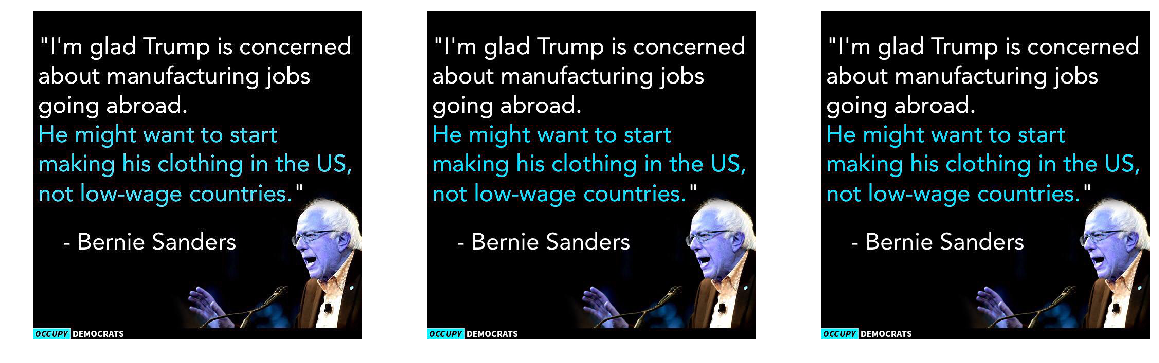 "I'm glad Trump is concerned
about manufacturing jobs
going abroad.
He might want to start
making his clothing in the US,
not low-wage countries."
- Bernie Sanders
OCCUPY DEMOCRATS
"I'm glad Trump is concerned
about manufacturing jobs
going abroad.
He might want to start
making his clothing in the US,
not low-wage countries."
- Bernie Sanders
OCCUPY DEMOCRATS
"I'm glad Trump is concerned
about manufacturing jobs
going abroad.
He might want to start
making his clothing in the US,
not low-wage countries."
- Bernie Sanders
OCCUPY DEMOCRATS